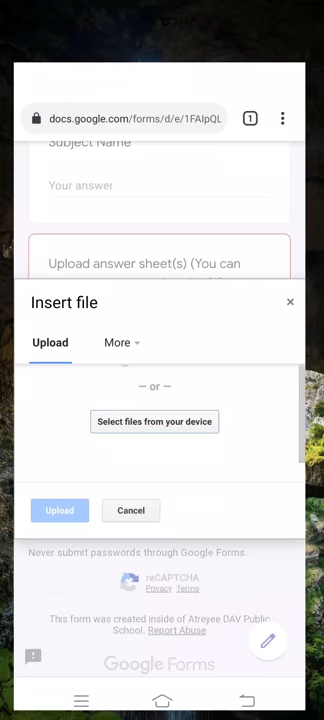 docs.google.com/forms/d/e/1FAIpQL
1
Subject Name
Your answer
Upload answer sheet(s) (You can
Insert file
×
Upload
More
— or —
Select files from your device
Upload
Cancel
Never submit passwords through Google Forms.
reCAPTCHA
Privacy Terms
This form was created inside of Atreyee DAV Public
School. Report Abuse
Google Forms